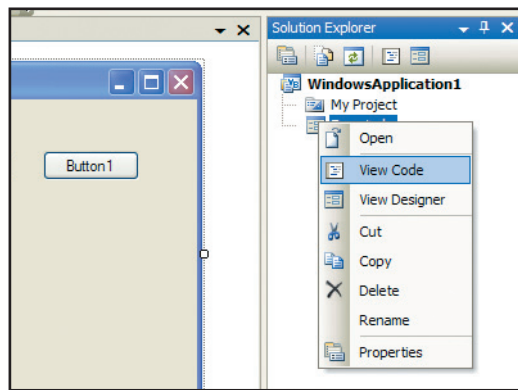 Solution Explorer
WindowsApplication1
My Project
Button1
Open
View Code
View Designer
Cut
Copy
Delete
Rename
Properties